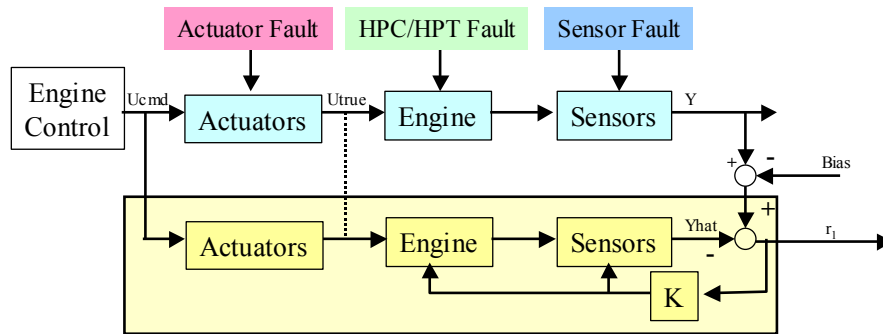 Actuator Fault
HPC/HPT Fault
Sensor Fault
Engine
Control
Ucmd
Actuators
Utrue
Engine
Sensors
Y
+
-
Bias
+
Actuators
Engine
Sensors
Yhat
-
r1
K